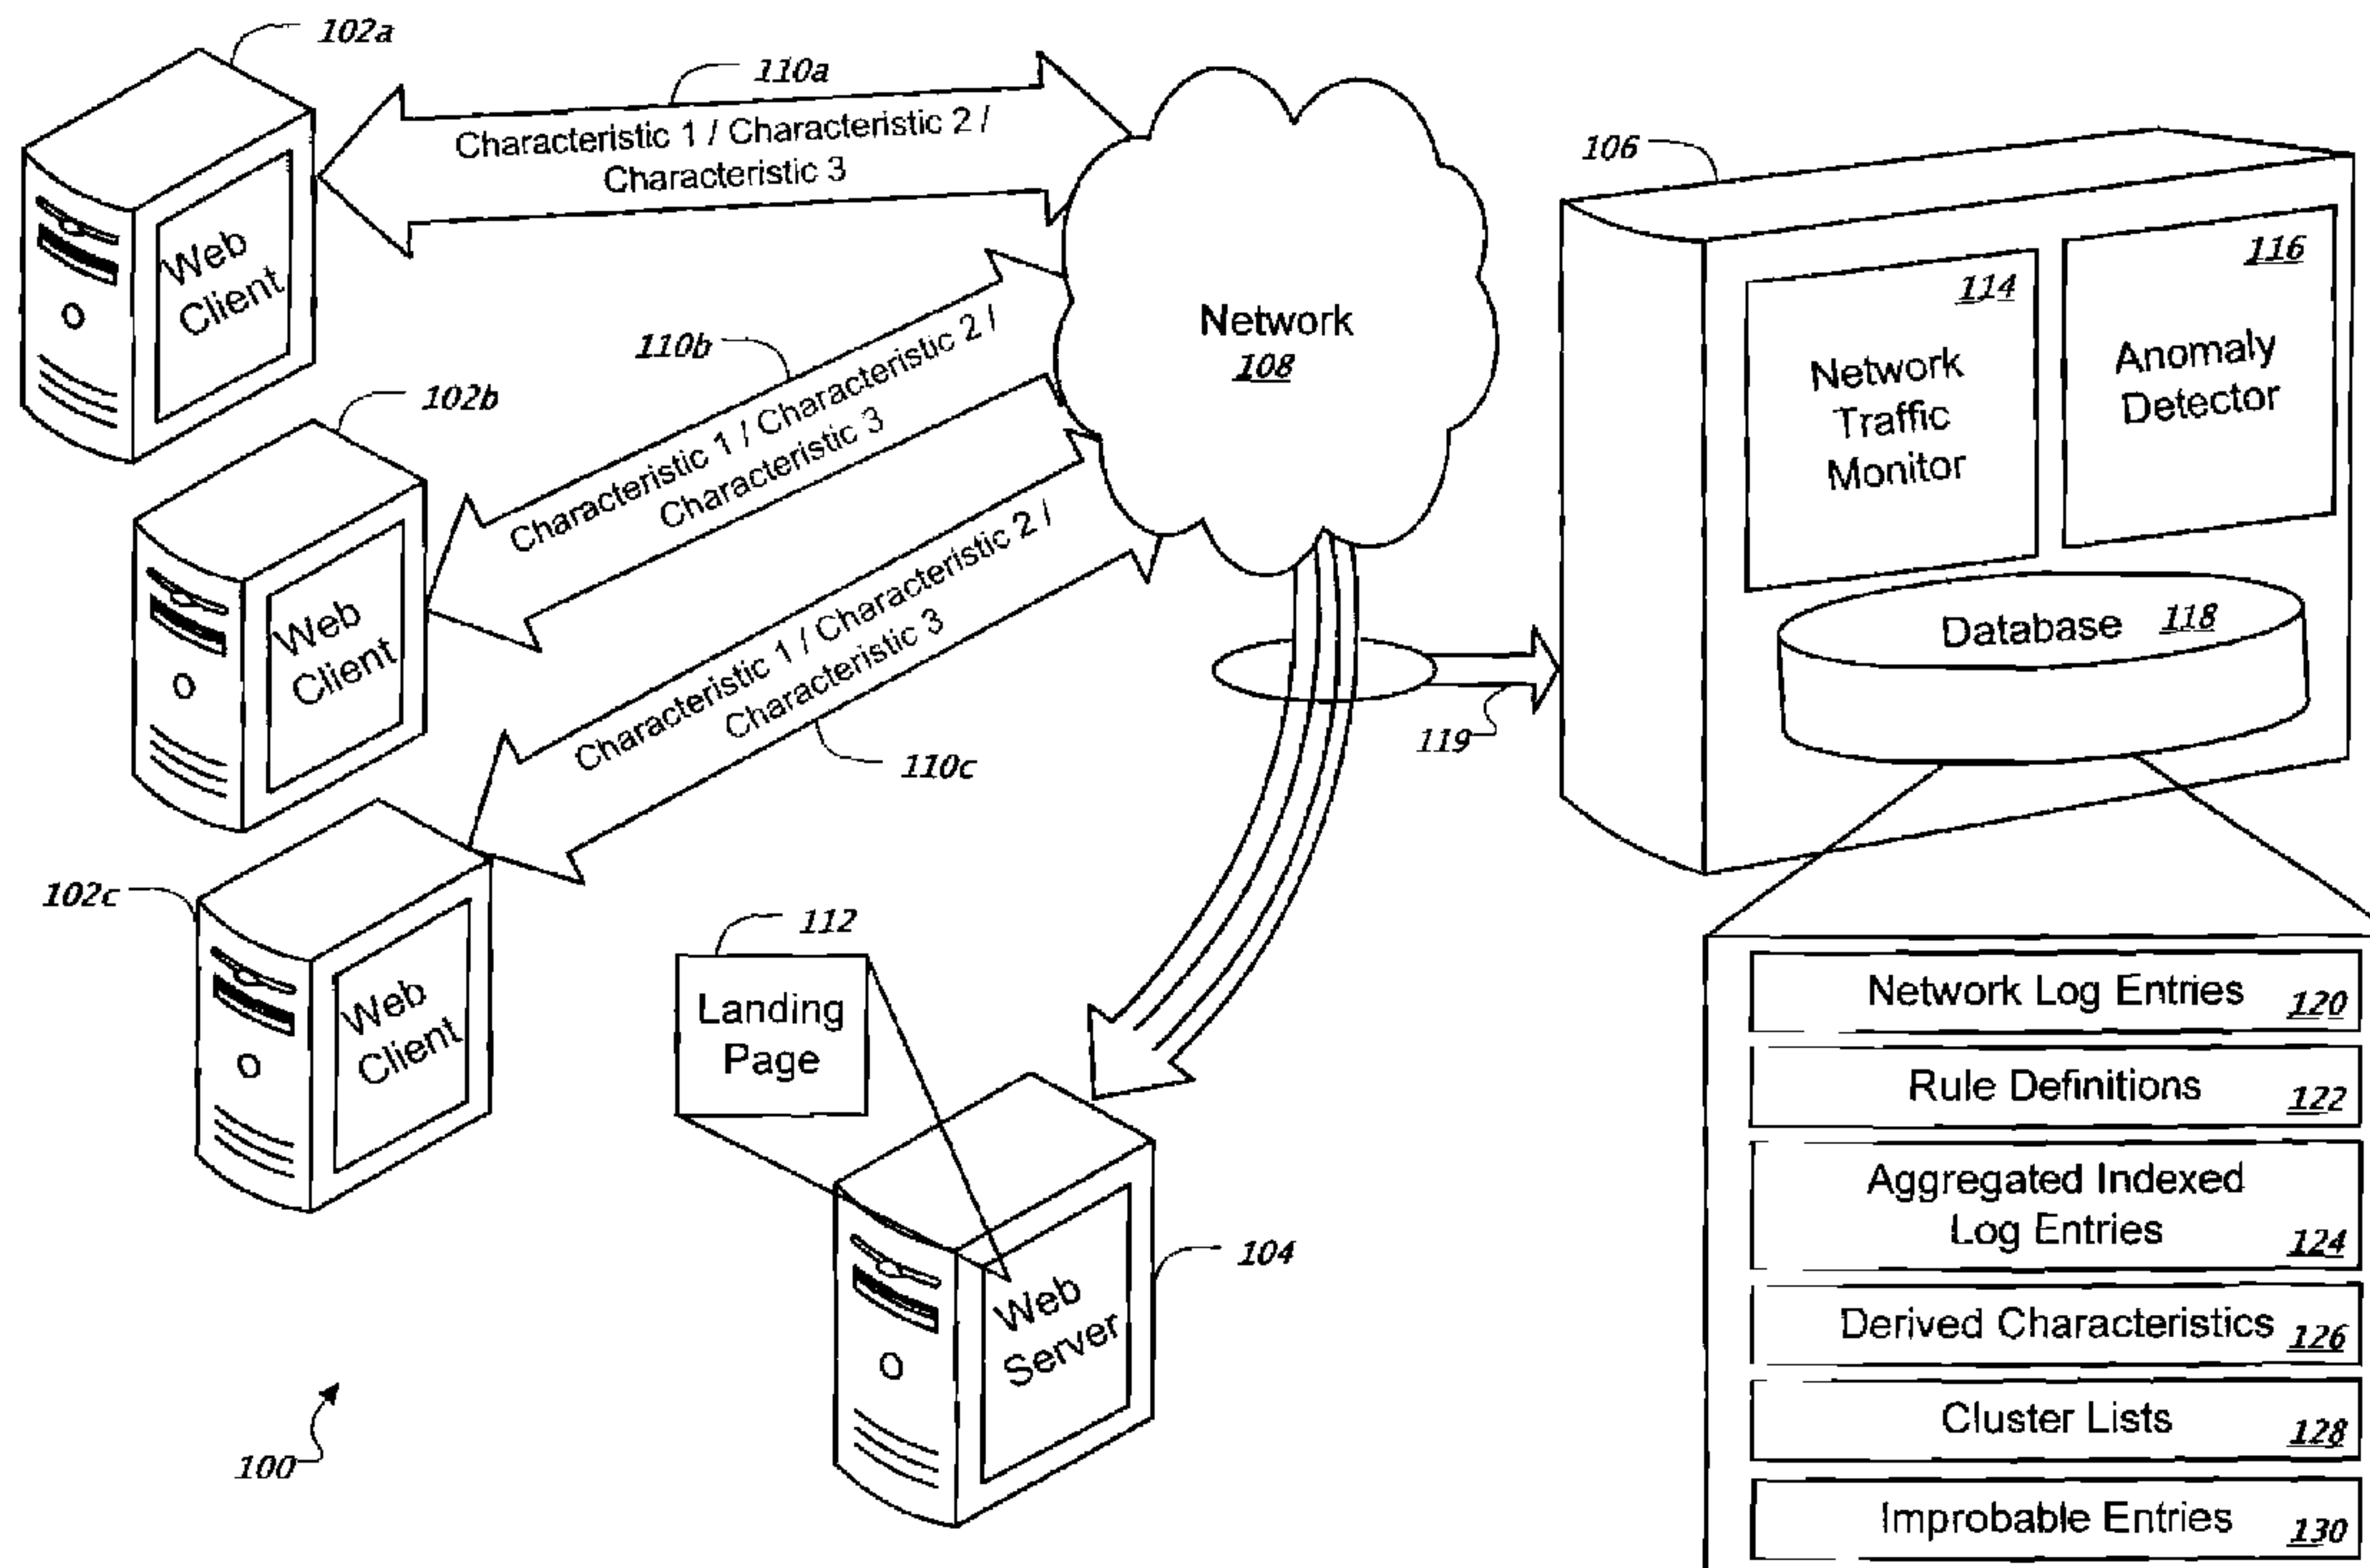 102a
110a
Characteristic 1 / Characteristic 2 /
Characteristic 3
Web
Client
110b
Characteristic 1 / Characteristic 2 /
Characteristic 3
102b
Web
Client
Characteristic 1 / Characteristic 2 /
Characteristic 3
110c
102c
Web
Client
Network
108
106
114
Network
Traffic
Monitor
116
Anomaly
Detector
Database 118
119
112
Landing
Page
104
Web
Server
100
Network Log Entries 120
Rule Definitions 122
Aggregated Indexed
Log Entries 124
Derived Characteristics 126
Cluster Lists 128
Improbable Entries 130